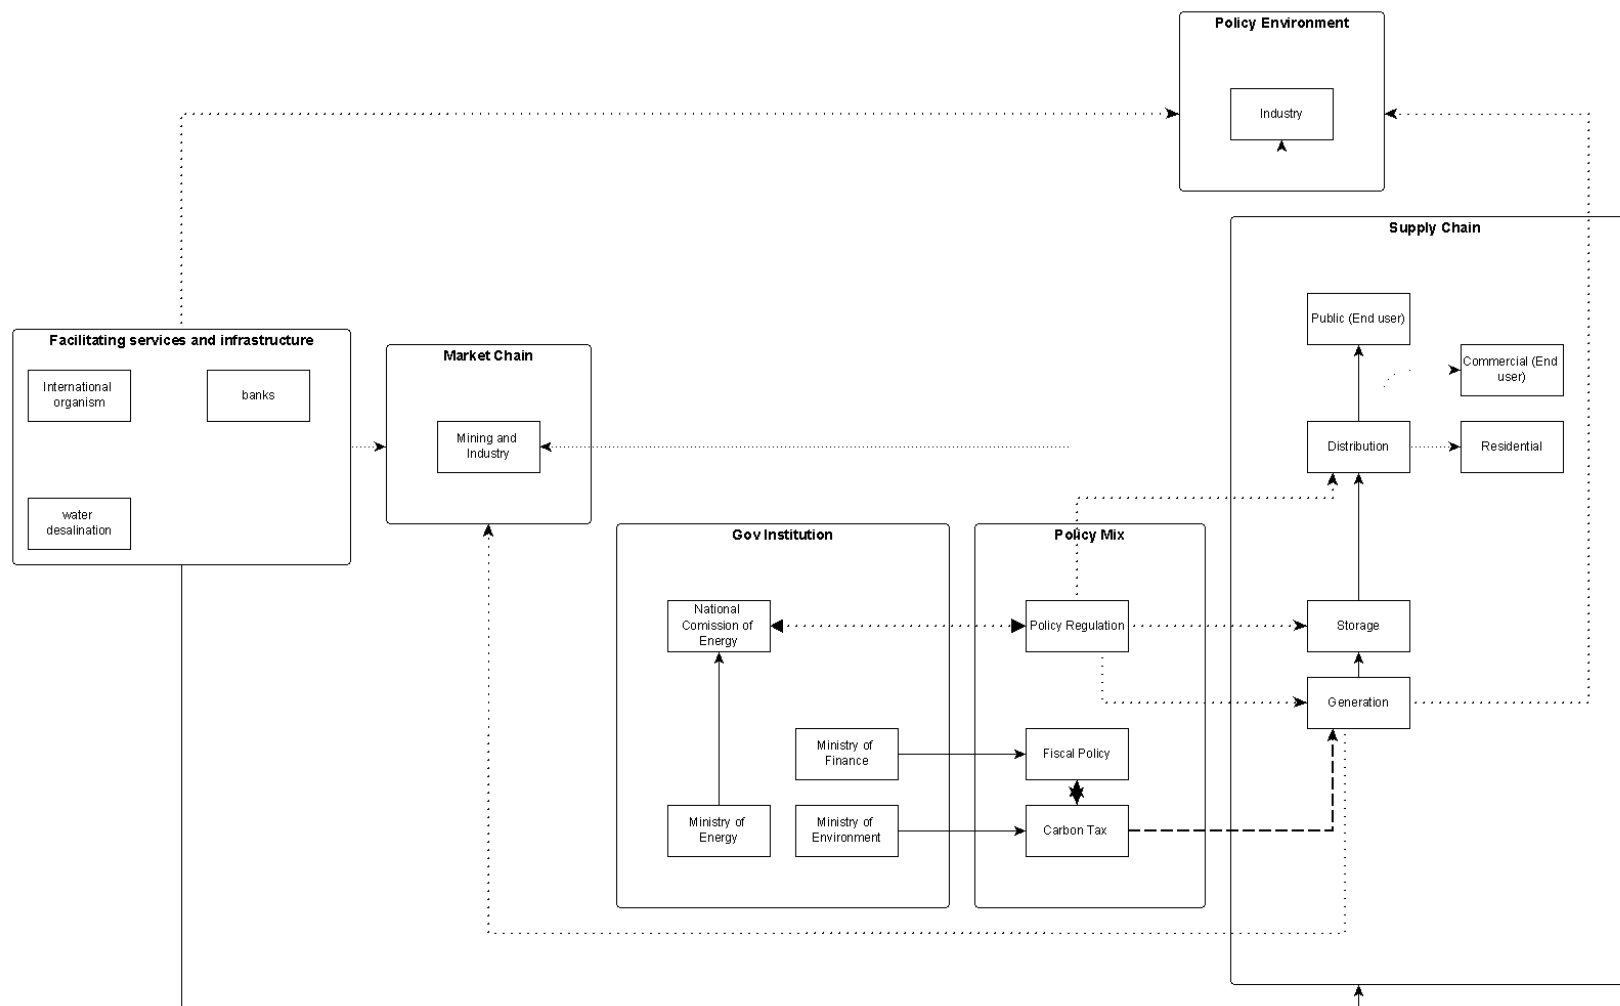 Policy Environment
Industry
Supply Chain
Public (End user)
Facilitating services and infrastructure
Market Chain
International
organism
banks
Commercial (End
user)
Mining and
Industry
Distribution
Residential
water
desalination
Gov Institution
Policy Mix
National
Comission of
Energy
Policy Regulation
Storage
Generation
Ministry of
Finance
Fiscal Policy
Ministry of
Energy
Ministry of
Environment
Carbon Tax